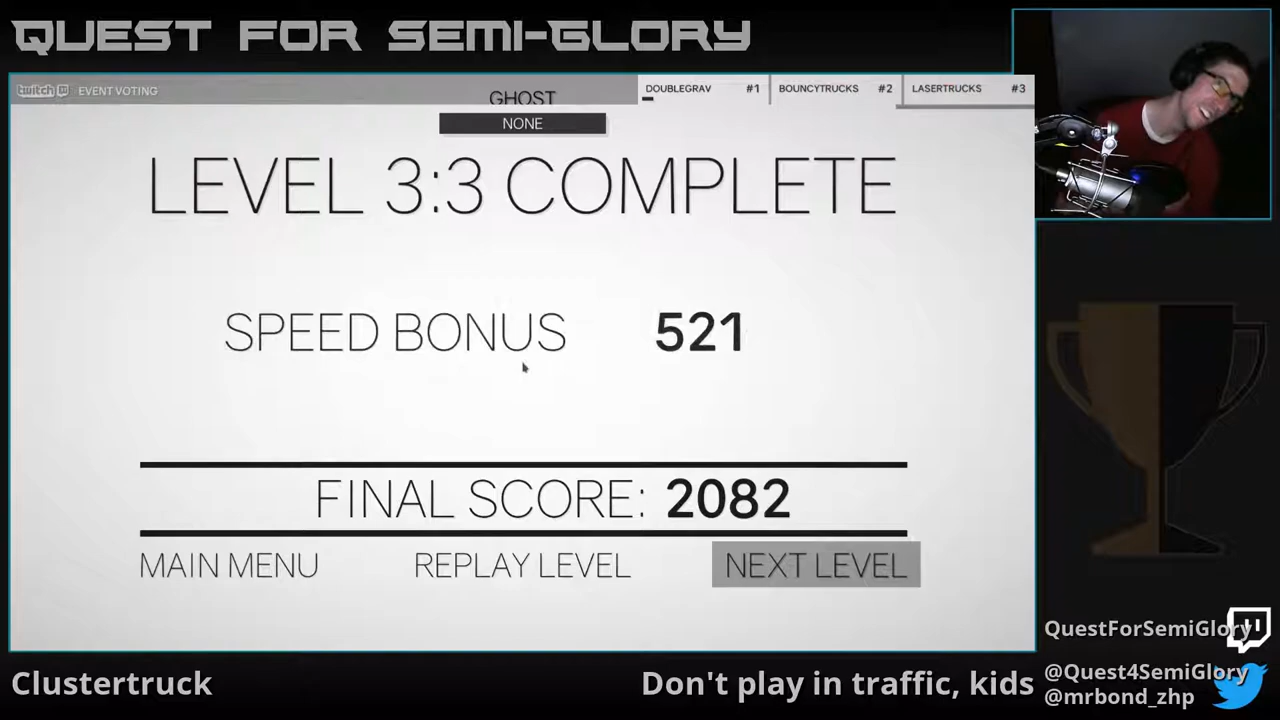 QUEST FOR SEMI-GLORY
twitch EVENT VOTING
DOUBLEGRAV #1
BOUNCYTRUCKS #2
LASERTRUCKS #3
GHOST
NONE
LEVEL 3:3 COMPLETE
SPEED BONUS 521
FINAL SCORE: 2082
MAIN MENU REPLAY LEVEL NEXT LEVEL
QuestForSemiGlory
@Quest4SemiGlory
@mrbond_zhp
Clustertruck
Don't play in traffic, kids